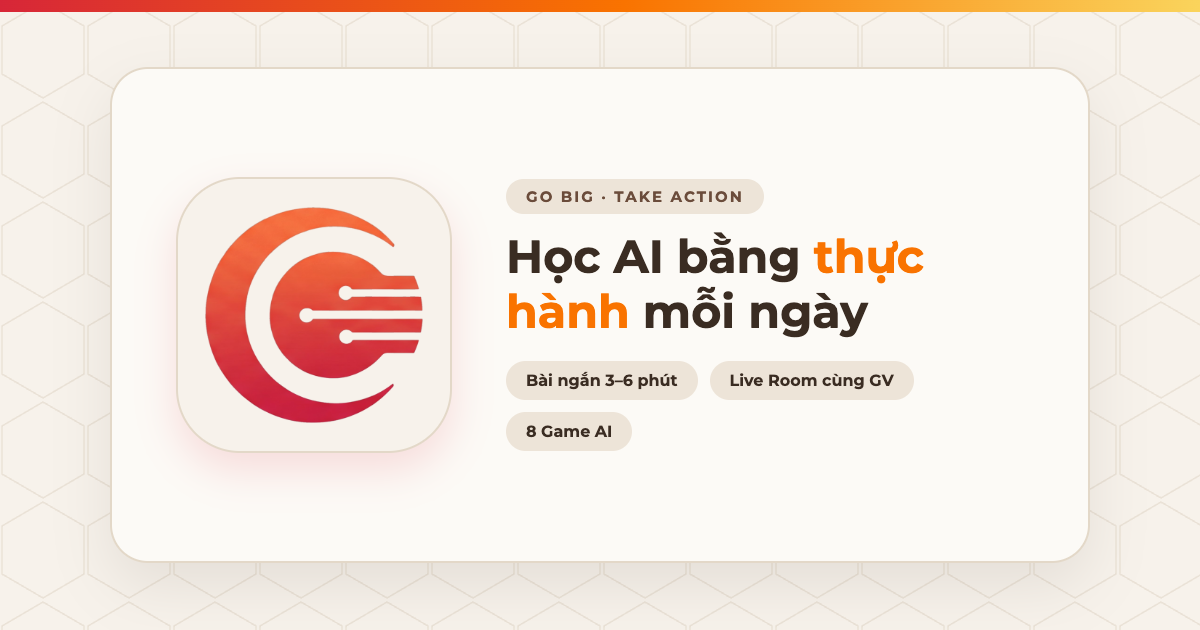 GO BIG · TAKE ACTION
Học AI bằng thực
hành mỗi ngày
Bài ngắn 3–6 phút
Live Room cùng GV
8 Game AI